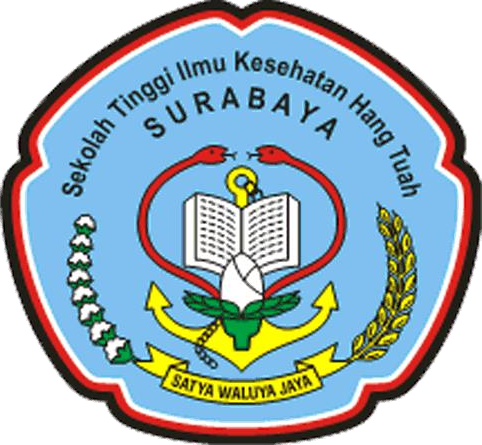 Sekolah Tinggi Ilmu Kesehatan Hang Tuah
SURABAYA
SATYA WALUYA JAYA